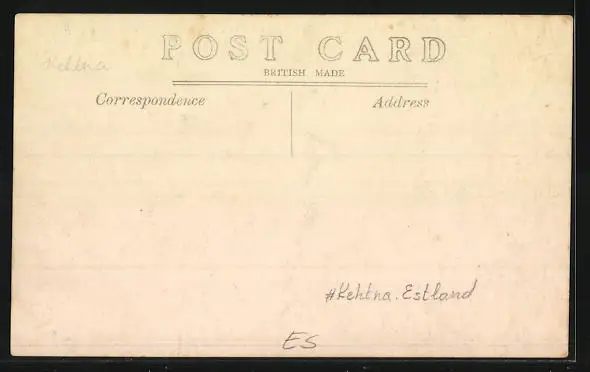 POST CARD
BRITISH MADE
Kehtna
Correspondence
Address
#Kehtna. Estland
ES